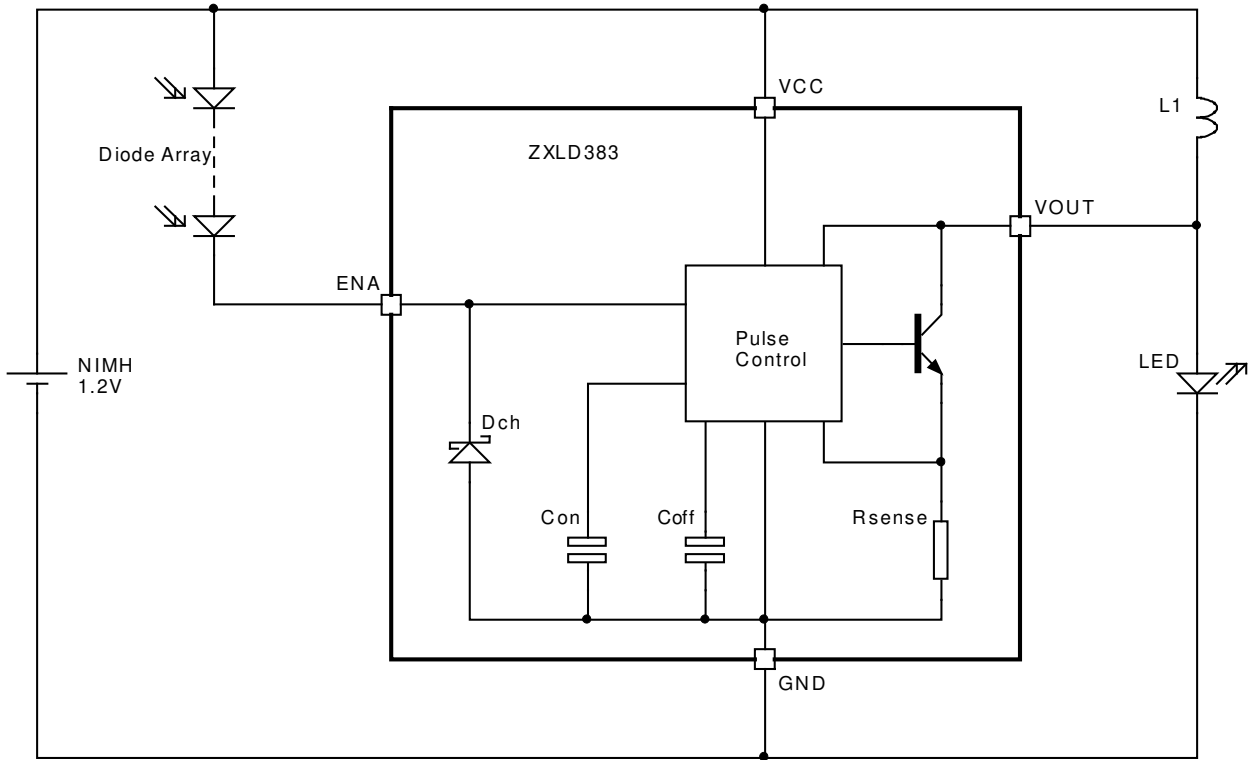 VCC
L1
ZXLD383
Diode Array
VOUT
ENA
Pulse
Control
NIMH
1.2V
LED
Dch
Con
Coff
Rsense
GND